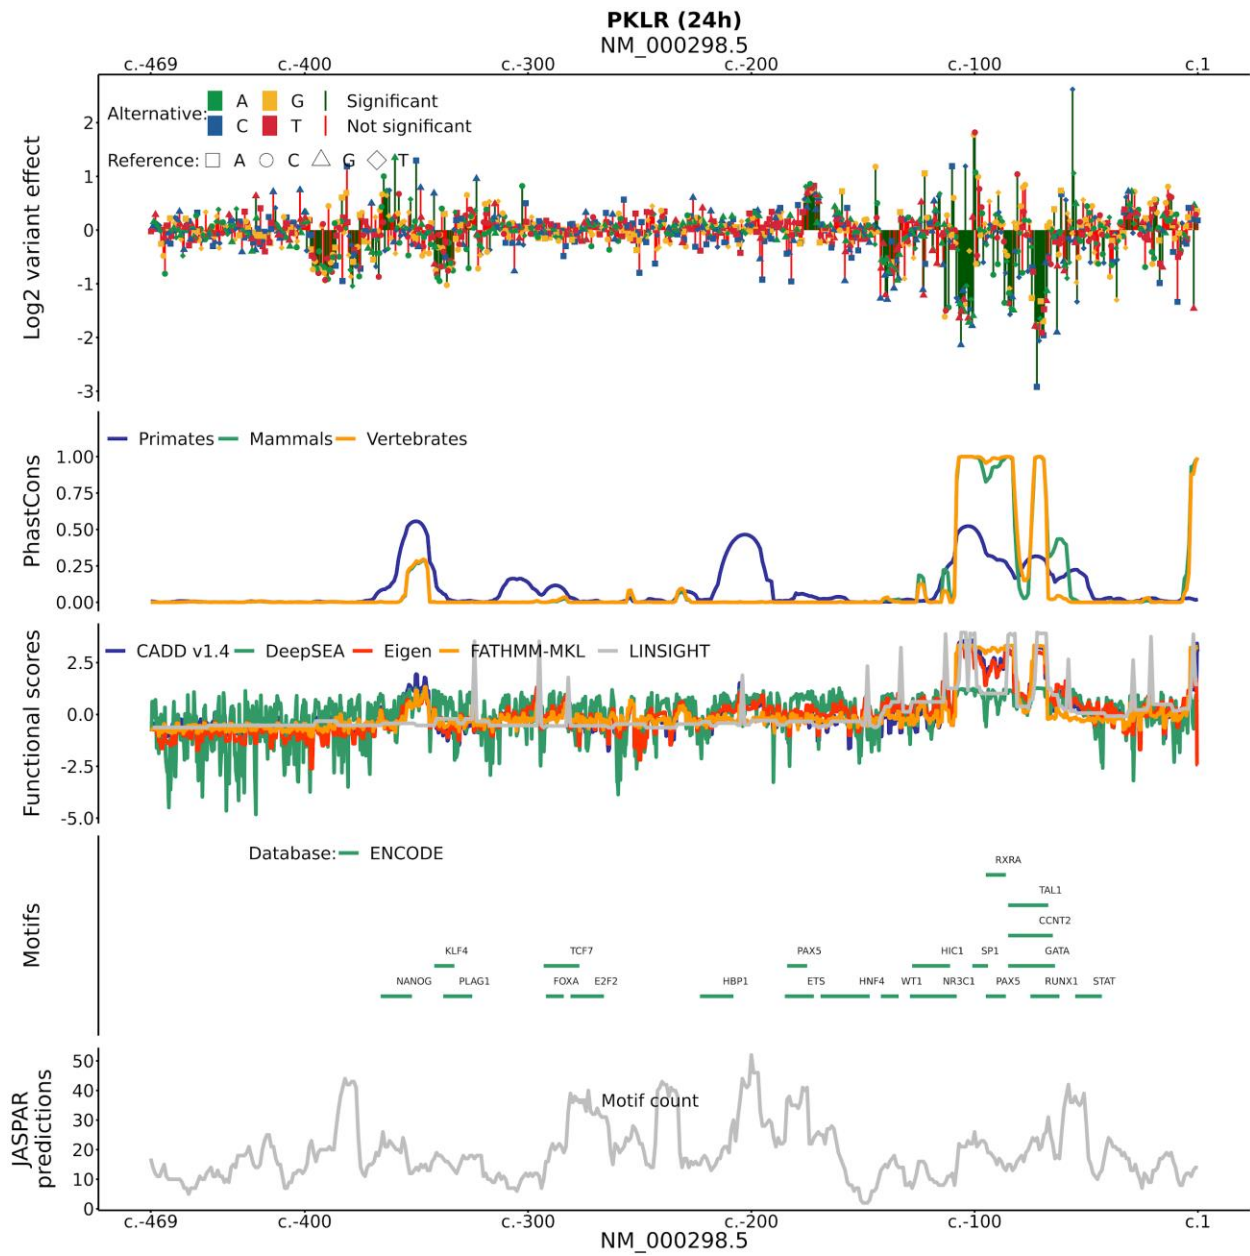 PKLR (24h)
NM_000298.5
c.-469 c.-400 c.-300 c.-200 c.-100 c.1
Log2 variant effect
2
1
0
-1
-2
-3
Alternative: A G Significant
C T Not significant
Reference: A C G T
PhastCons
Primates Mammals Vertebrates
1.00
0.75
0.50
0.25
0.00
Functional scores
CADD v1.4 DeepSEA Eigen FATHMM-MKL LINSIGHT
2.5
0.0
-2.5
-5.0
Motifs
Database: ENCODE
RXRA
TAL1
CCNT2
KLF4 TCF7 PAX5 HIC1 SP1 GATA
NANOG PLAG1 FOXA E2F2 HBP1 ETS HNF4 WT1 NR3C1 PAX5 RUNX1 STAT
JASPAR
predictions
50
40
30
20
10
0
Motif count
c.-469 c.-400 c.-300 c.-200 c.-100 c.1
NM_000298.5